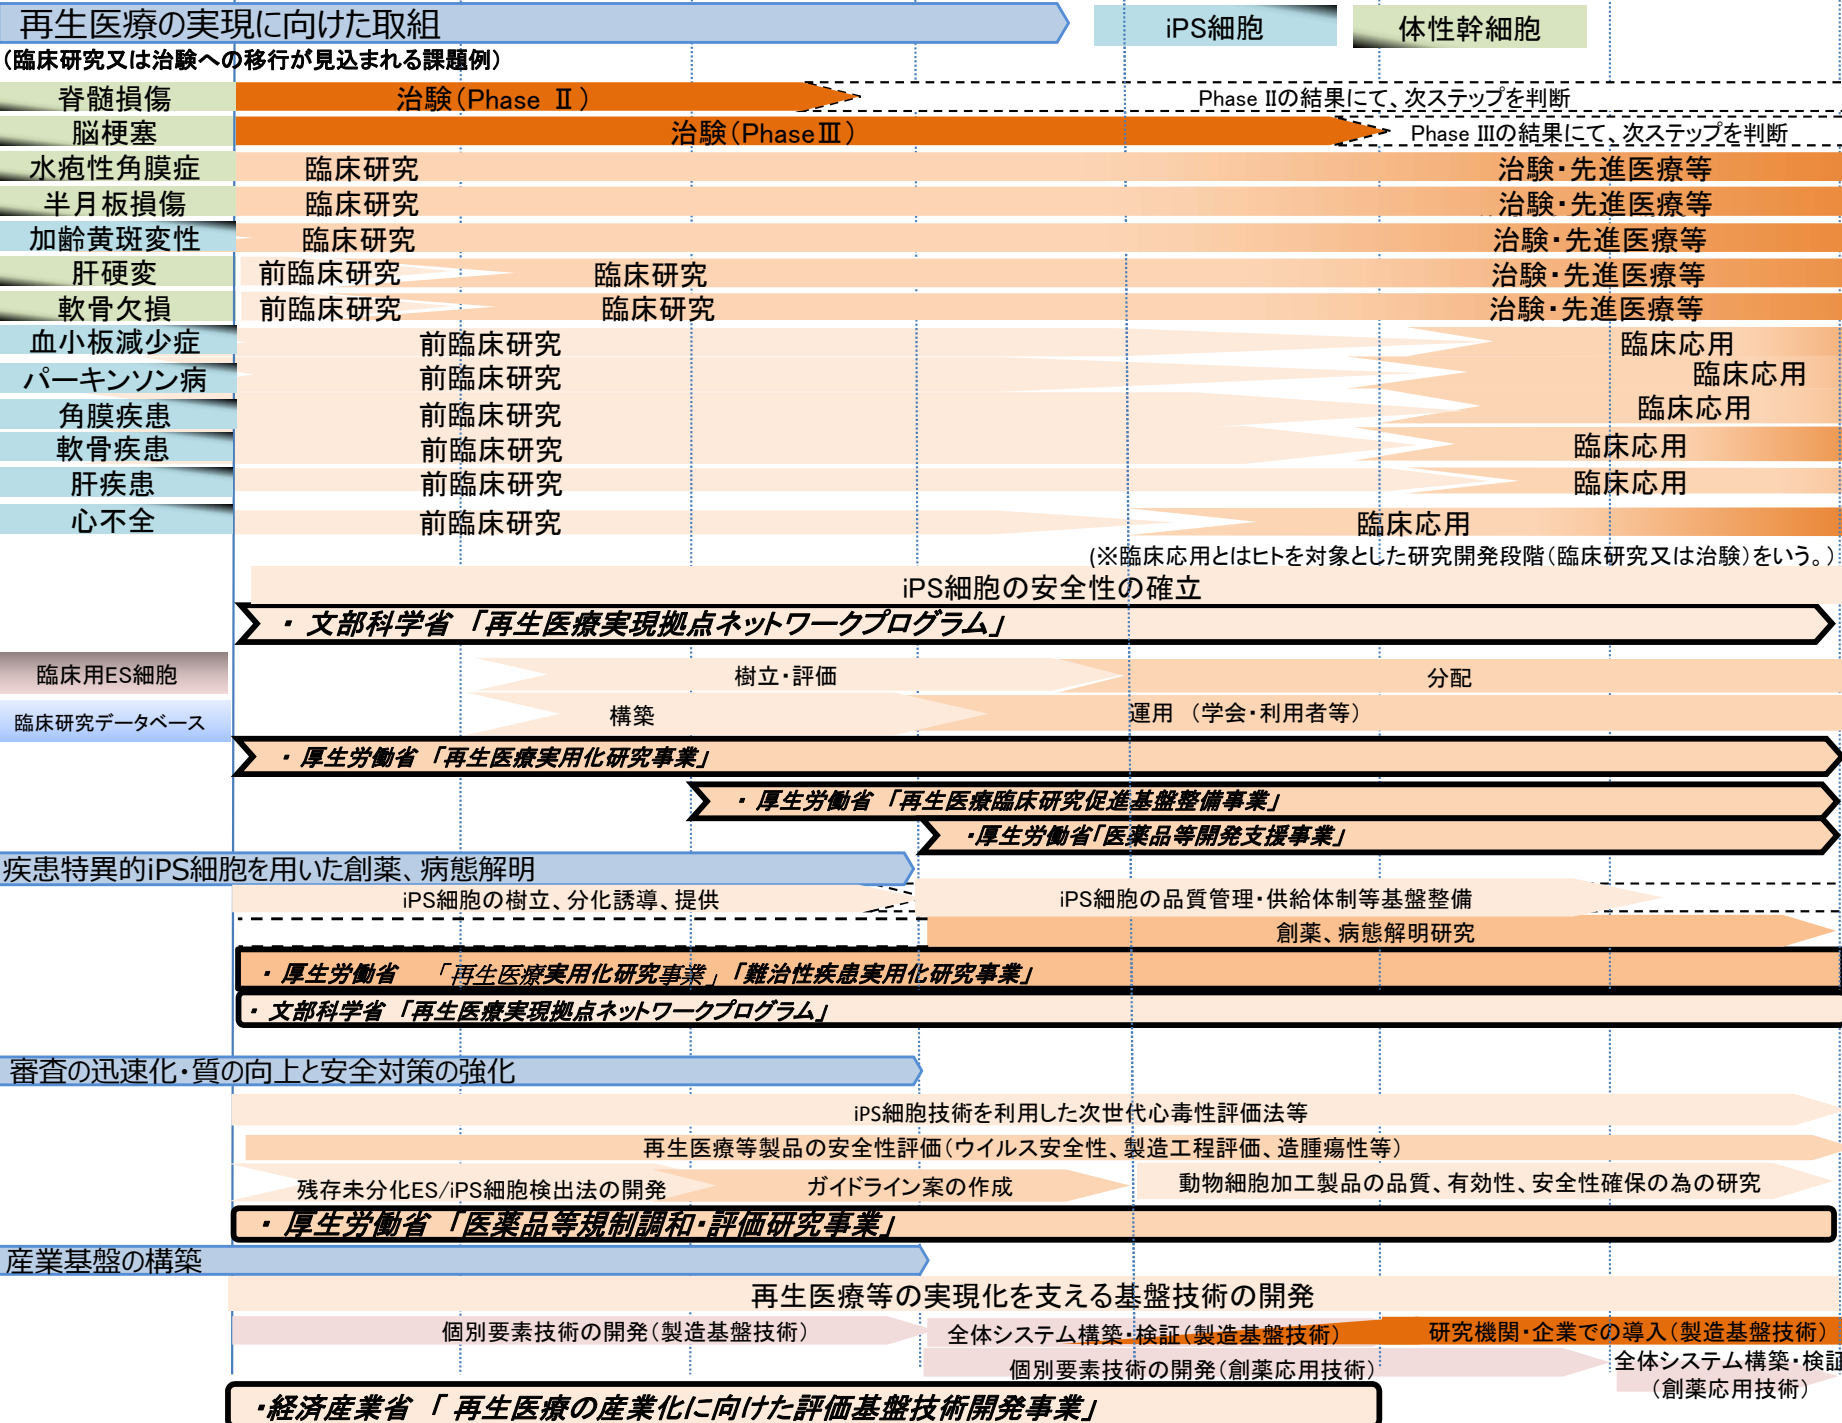 再生医療の実現に向けた取組
iPS細胞
体性幹細胞
（臨床研究又は治験への移行が見込まれる課題例）
脊髄損傷
治験（Phase Ⅱ）
Phase IIの結果にて、次ステップを判断
脳梗塞
治験（PhaseⅢ）
Phase IIIの結果にて、次ステップを判断
水疱性角膜症
臨床研究
治験・先進医療等
半月板損傷
臨床研究
治験・先進医療等
加齢黄斑変性
臨床研究
治験・先進医療等
肝硬変
前臨床研究
臨床研究
治験・先進医療等
軟骨欠損
前臨床研究
臨床研究
治験・先進医療等
血小板減少症
前臨床研究
臨床応用
パーキンソン病
前臨床研究
臨床応用
角膜疾患
前臨床研究
臨床応用
軟骨疾患
前臨床研究
臨床応用
肝疾患
前臨床研究
臨床応用
心不全
前臨床研究
臨床応用
(※臨床応用とはヒトを対象とした研究開発段階（臨床研究又は治験）をいう。）
iPS細胞の安全性の確立
・ 文部科学省 「再生医療実現拠点ネットワークプログラム」
臨床用ES細胞
樹立・評価
分配
臨床研究データベース
構築
運用 （学会・利用者等）
・ 厚生労働省 「再生医療実用化研究事業」
・ 厚生労働省 「再生医療臨床研究促進基盤整備事業」
・厚生労働省「医薬品等開発支援事業」
疾患特異的iPS細胞を用いた創薬、病態解明
iPS細胞の樹立、分化誘導、提供
iPS細胞の品質管理・供給体制等基盤整備
創薬、病態解明研究
・ 厚生労働省 「再生医療実用化研究事業」「難治性疾患実用化研究事業」
・ 文部科学省 「再生医療実現拠点ネットワークプログラム」
審査の迅速化・質の向上と安全対策の強化
iPS細胞技術を利用した次世代心毒性評価法等
再生医療等製品の安全性評価（ウイルス安全性、製造工程評価、造腫瘍性等）
残存未分化ES/iPS細胞検出法の開発
ガイドライン案の作成
動物細胞加工製品の品質、有効性、安全性確保の為の研究
・ 厚生労働省 「医薬品等規制調和・評価研究事業」
産業基盤の構築
再生医療等の実現化を支える基盤技術の開発
個別要素技術の開発（製造基盤技術）
全体システム構築・検証（製造基盤技術）
研究機関・企業での導入（製造基盤技術）
個別要素技術の開発（創薬応用技術）
全体システム構築・検証
（創薬応用技術）
・経済産業省 「 再生医療の産業化に向けた評価基盤技術開発事業」